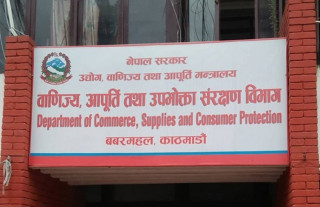 नेपाल सरकार
उद्योग, वाणिज्य तथा आपूर्ति मन्त्रालय
वाणिज्य, आपूर्ति तथा उपभोक्ता संरक्षण विभाग
Department of Commerce, Supplies and Consumer Protection
बबरमहल, काठमाडौं